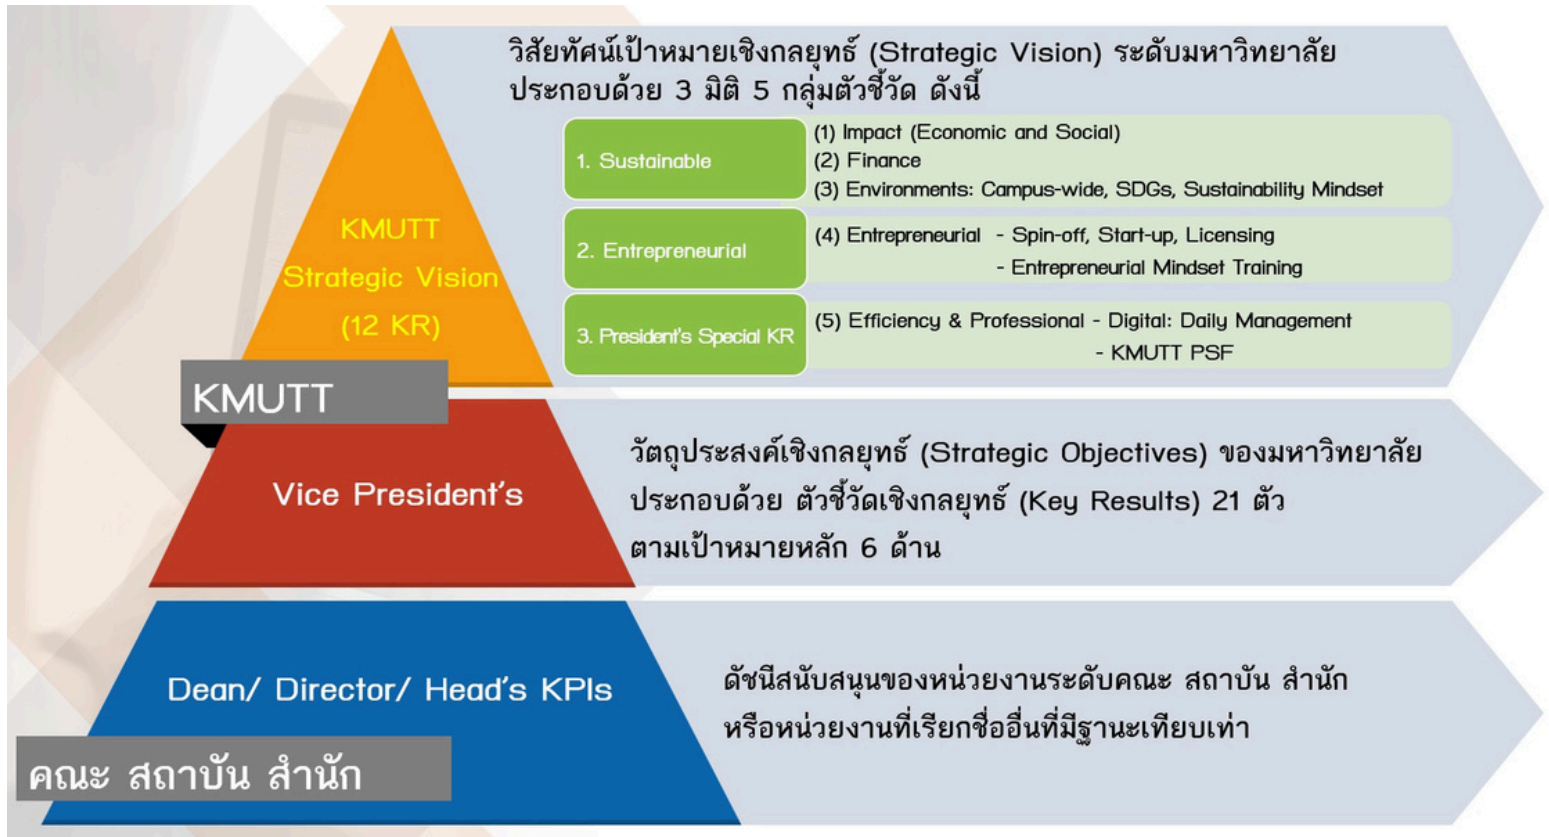 วิสัยทัศน์เป้าหมายเชิงกลยุทธ์ (Strategic Vision) ระดับมหาวิทยาลัย
ประกอบด้วย 3 มิติ 5 กลุ่มตัวชี้วัด ดังนี้
KMUTT
Strategic Vision
(12 KR)
1. Sustainable
(1) Impact (Economic and Social)
(2) Finance
(3) Environments: Campus-wide, SDGs, Sustainability Mindset
2. Entrepreneurial
(4) Entrepreneurial - Spin-off, Start-up, Licensing
- Entrepreneurial Mindset Training
3. President's Special KR
(5) Efficiency & Professional - Digital: Daily Management
- KMUTT PSF
KMUTT
Vice President's
วัตถุประสงค์เชิงกลยุทธ์ (Strategic Objectives) ของมหาวิทยาลัย
ประกอบด้วย ตัวชี้วัดเชิงกลยุทธ์ (Key Results) 21 ตัว
ตามเป้าหมายหลัก 6 ด้าน
Dean/ Director/ Head's KPIs
ดัชนีสนับสนุนของหน่วยงานระดับคณะ สถาบัน สำนัก
หรือหน่วยงานที่เรียกชื่ออื่นที่มีฐานะเทียบเท่า
คณะ สถาบัน สำนัก